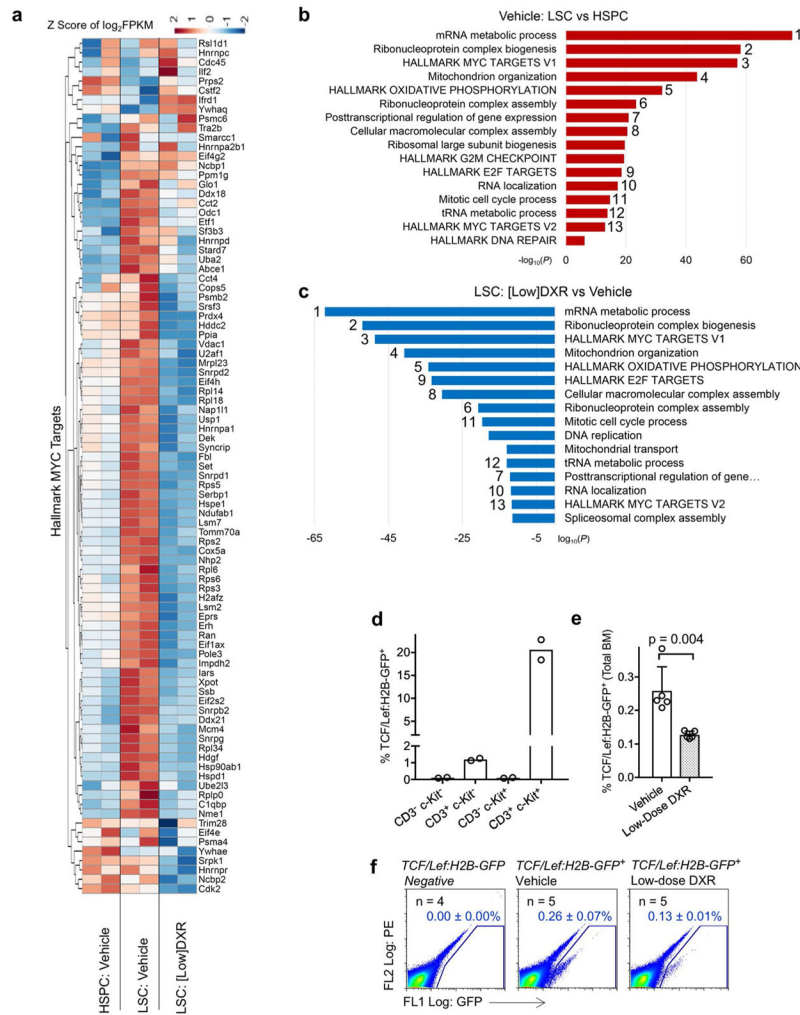 a
Z Score of log2FPKM
2
1
0
-1
-2
Hallmark MYC Targets
Rsl1d1
Hnrnpc
Cdc45
Ilf2
Prps2
Cstf2
Ifrd1
Ywhaq
Psmc6
Tra2b
Smarcc1
Hnrnpa2b1
Eif4g2
Ncbp1
Ppm1g
Glo1
Ddx18
Cct2
Odc1
Etf1
Sf3b3
Hnrnpd
Stard7
Uba2
Abce1
Cct4
Cops5
Psmb2
Srsf3
Prdx4
Hddc2
Ppia
Vdac1
U2af1
Mrpl23
Snrpd2
Eif4h
Rpl14
Rpl18
Nap1l1
Usp1
Hnrnpa1
Dek
Syncrip
Fbl
Set
Snrpd1
Rps5
Serbp1
Hspe1
Ndufab1
Lsm7
Tomm70a
Rps2
Cox5a
Nhp2
Rpl6
Rps6
Rps3
H2afz
Lsm2
Eprs
Erh
Ran
Eif1ax
Pole3
Impdh2
Iars
Xpot
Ssb
Eif2s2
Snrpb2
Ddx21
Mcm4
Snrpg
Rpl34
Hdgf
Hsp90ab1
Hspd1
Ube2l3
Rplp0
C1qbp
Nme1
Trim28
Eif4e
Psma4
Ywhae
Srpk1
Hnrnpr
Ncbp2
Cdk2
HSPC: Vehicle
LSC: Vehicle
LSC: [Low]DXR
b
Vehicle: LSC vs HSPC
mRNA metabolic process 1
Ribonucleoprotein complex biogenesis 2
HALLMARK MYC TARGETS V1 3
Mitochondrion organization 4
HALLMARK OXIDATIVE PHOSPHORYLATION 5
Ribonucleoprotein complex assembly 6
Posttranscriptional regulation of gene expression 7
Cellular macromolecular complex assembly 8
Ribosomal large subunit biogenesis
HALLMARK G2M CHECKPOINT
HALLMARK E2F TARGETS 9
RNA localization 10
Mitotic cell cycle process 11
tRNA metabolic process 12
HALLMARK MYC TARGETS V2 13
HALLMARK DNA REPAIR
-log10(P) 0 20 40 60
c
LSC: [Low]DXR vs Vehicle
1 mRNA metabolic process
2 Ribonucleoprotein complex biogenesis
3 HALLMARK MYC TARGETS V1
4 Mitochondrion organization
5 HALLMARK OXIDATIVE PHOSPHORYLATION
9 HALLMARK E2F TARGETS
8 Cellular macromolecular complex assembly
6 Ribonucleoprotein complex assembly
19 Mitotic cell cycle process
DNA replication
Mitochondrial transport
12 tRNA metabolic process
7 Posttranscriptional regulation of gene…
10 RNA localization
13 HALLMARK MYC TARGETS V2
Spliceosomal complex assembly
-65 -45 -25 -5 log10(P)
d
% TCF/Lef:H2B-GFP+
20
15
10
5
2
1
0
CD3- c-Kit-
CD3+ c-Kit-
CD3- c-Kit+
CD3+ c-Kit+
e
p = 0.004
% TCF/Lef:H2B-GFP+ (Total BM)
0.3
0.2
0.1
0.0
Vehicle
Low-Dose DXR
f
TCF/Lef:H2B-GFP
Negative
n = 4
0.00 ± 0.00%
TCF/Lef:H2B-GFP+
Vehicle
n = 5
0.26 ± 0.07%
TCF/Lef:H2B-GFP+
Low-dose DXR
n = 5
0.13 ± 0.01%
FL2 Log: PE
FL1 Log: GFP